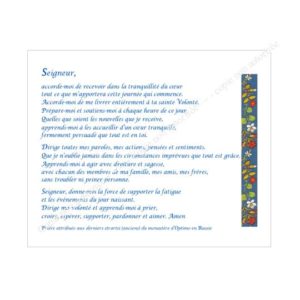 Seigneur,
accorde-moi de recevoir dans la tranquillité du cœur
tout ce que m'apportera cette journée qui commence.
Accorde-moi de me livrer entièrement à ta sainte Volonté.
Prépare-moi et soutiens-moi à chaque heure de ce jour.
Quelles que soient les nouvelles que je reçoive,
apprends-moi à les accueillir d'un cœur tranquille,
fermement persuadé que tout est en toi.
Dirige toutes mes paroles, mes actions, pensées et sentiments.
Que je n'oublie jamais dans les circonstances imprévues que tout est grâce.
Apprends-moi à agir avec droiture et sagesse,
avec chacun des membres de ma famille, mes amis, mes frères,
sans troubler ni peiner personne.
Seigneur, donne-moi la force de supporter la fatigue
et les événements du jour naissant.
Dirige ma volonté et apprends-moi à prier,
croire, espérer, supporter, pardonner et aimer. Amen
Prière attribuée aux derniers starets (anciens) du monastère d'Optino en Russie